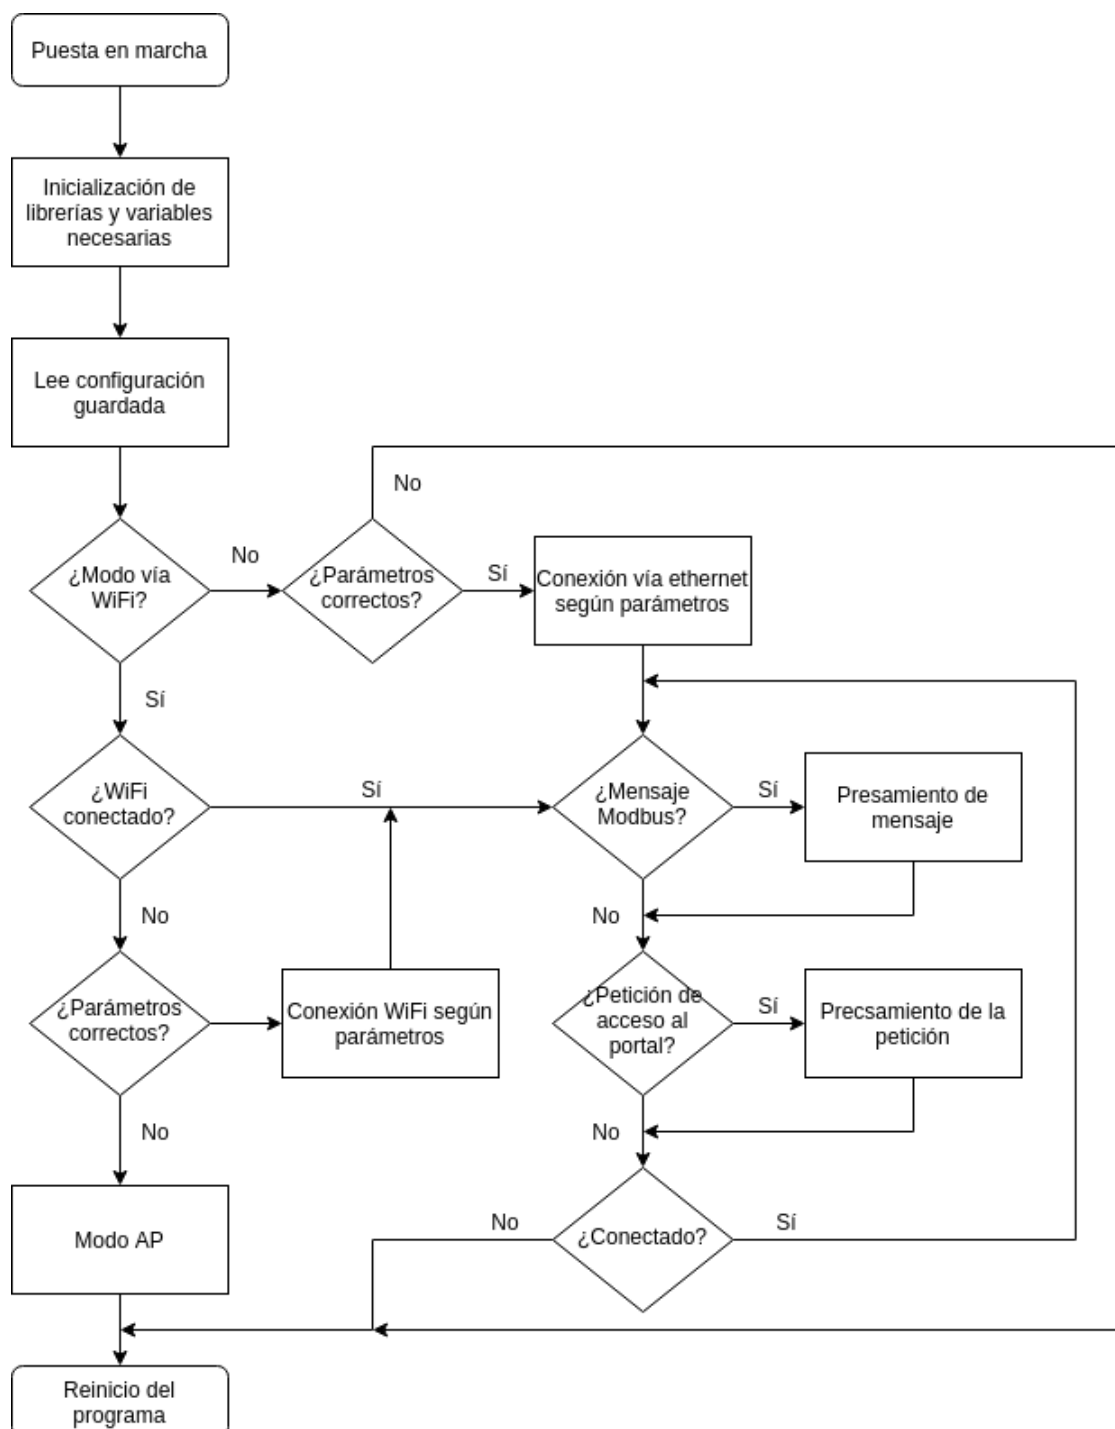 Puesta en marcha
Inicialización de
librerías y variables
necesarias
Lee configuración
guardada
No
¿Modo vía
WiFi?
No
¿Parámetros
correctos?
Sí
Conexión vía ethernet
según parámetros
Sí
¿WiFi
conectado?
Sí
¿Mensaje
Modbus?
Sí
Presamiento de
mensaje
No
No
¿Parámetros
correctos?
Conexión WiFi según
parámetros
¿Petición de
acceso al
portal?
Sí
Precsamiento de la
petición
No
No
Modo AP
No
¿Conectado?
Sí
Reinicio del
programa